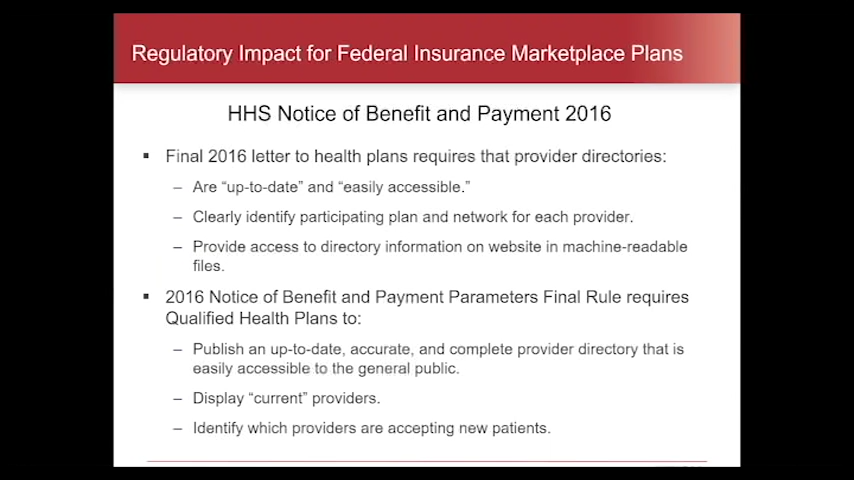 Regulatory Impact for Federal Insurance Marketplace Plans
HHS Notice of Benefit and Payment 2016
▪ Final 2016 letter to health plans requires that provider directories:
– Are “up-to-date” and “easily accessible.”
– Clearly identify participating plan and network for each provider.
– Provide access to directory information on website in machine-readable
files.
▪ 2016 Notice of Benefit and Payment Parameters Final Rule requires
Qualified Health Plans to:
– Publish an up-to-date, accurate, and complete provider directory that is
easily accessible to the general public.
– Display “current” providers.
– Identify which providers are accepting new patients.